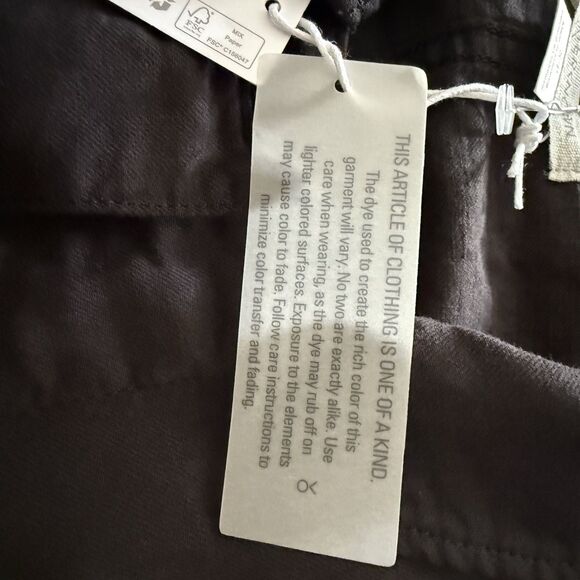 FSC
MIX
Paper
FSC® C158047
THIS ARTICLE OF CLOTHING IS ONE OF A KIND.
The dye used to create the rich color of this
garment will vary. No two are exactly alike. Use
care when wearing, as the dye may rub off on
lighter colored surfaces. Exposure to the elements
may cause color to fade. Follow care instructions to
minimize color transfer and fading.